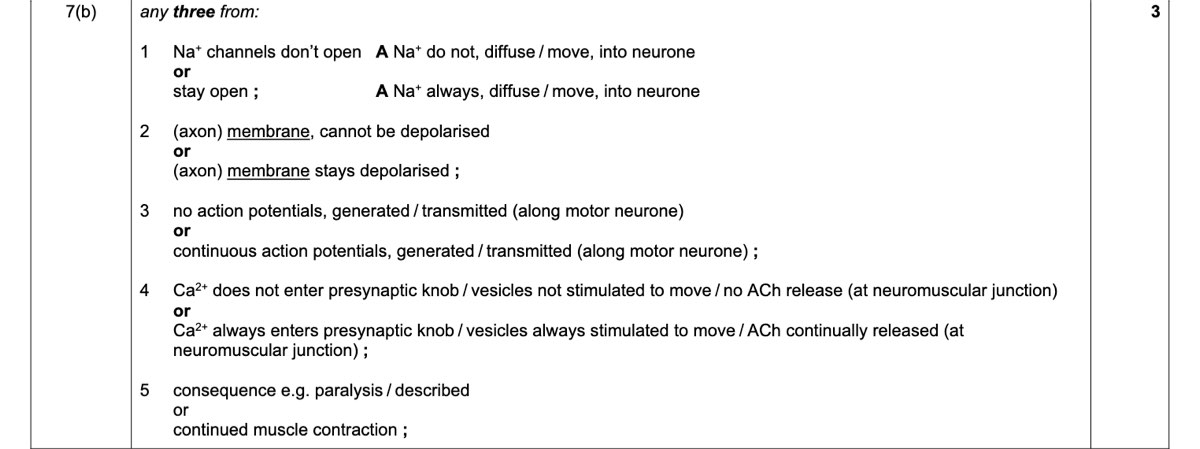 7(b) any three from: 3
1 Na⁺ channels don't open A Na⁺ do not, diffuse / move, into neurone
or
stay open ; A Na⁺ always, diffuse / move, into neurone
2 (axon) membrane, cannot be depolarised
or
(axon) membrane stays depolarised ;
3 no action potentials, generated / transmitted (along motor neurone)
or
continuous action potentials, generated / transmitted (along motor neurone) ;
4 Ca²⁺ does not enter presynaptic knob / vesicles not stimulated to move / no ACh release (at neuromuscular junction)
or
Ca²⁺ always enters presynaptic knob / vesicles always stimulated to move / ACh continually released (at
neuromuscular junction) ;
5 consequence e.g. paralysis / described
or
continued muscle contraction ;